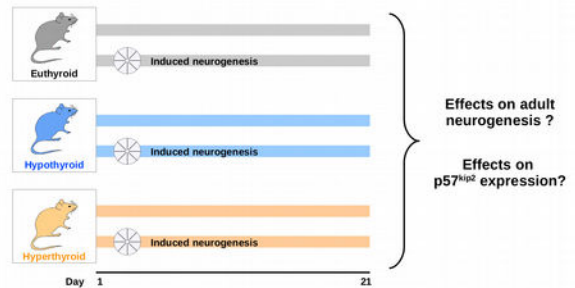 Euthyroid
Induced neurogenesis
Hypothyroid
Induced neurogenesis
Hyperthyroid
Induced neurogenesis
Day 1 21
Effects on adult
neurogenesis ?
Effects on
p57kip2 expression?